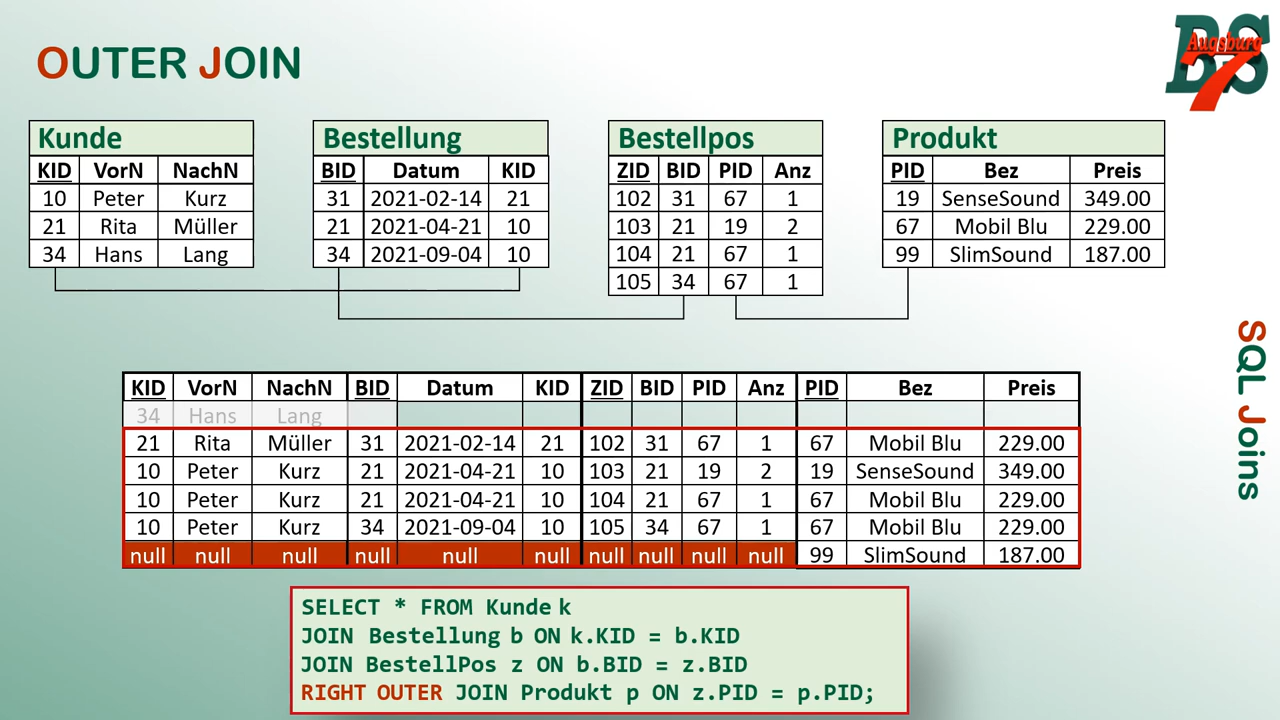 OUTER JOIN
BS
Augsburg
7
Kunde
KID VorN NachN
10 Peter Kurz
21 Rita Müller
34 Hans Lang
Bestellung
BID Datum KID
31 2021-02-14 21
21 2021-04-21 10
34 2021-09-04 10
Bestellpos
ZID BID PID Anz
102 31 67 1
103 21 19 2
104 21 67 1
105 34 67 1
Produkt
PID Bez Preis
19 SenseSound 349.00
67 Mobil Blu 229.00
99 SlimSound 187.00
SQL Joins
KID VorN NachN BID Datum KID ZID BID PID Anz PID Bez Preis
34 Hans Lang
21 Rita Müller 31 2021-02-14 21 102 31 67 1 67 Mobil Blu 229.00
10 Peter Kurz 21 2021-04-21 10 103 21 19 2 19 SenseSound 349.00
10 Peter Kurz 21 2021-04-21 10 104 21 67 1 67 Mobil Blu 229.00
10 Peter Kurz 34 2021-09-04 10 105 34 67 1 67 Mobil Blu 229.00
null null null null null null null null null null 99 SlimSound 187.00
SELECT * FROM Kunde k
JOIN Bestellung b ON k.KID = b.KID
JOIN BestellPos z ON b.BID = z.BID
RIGHT OUTER JOIN Produkt p ON z.PID = p.PID;